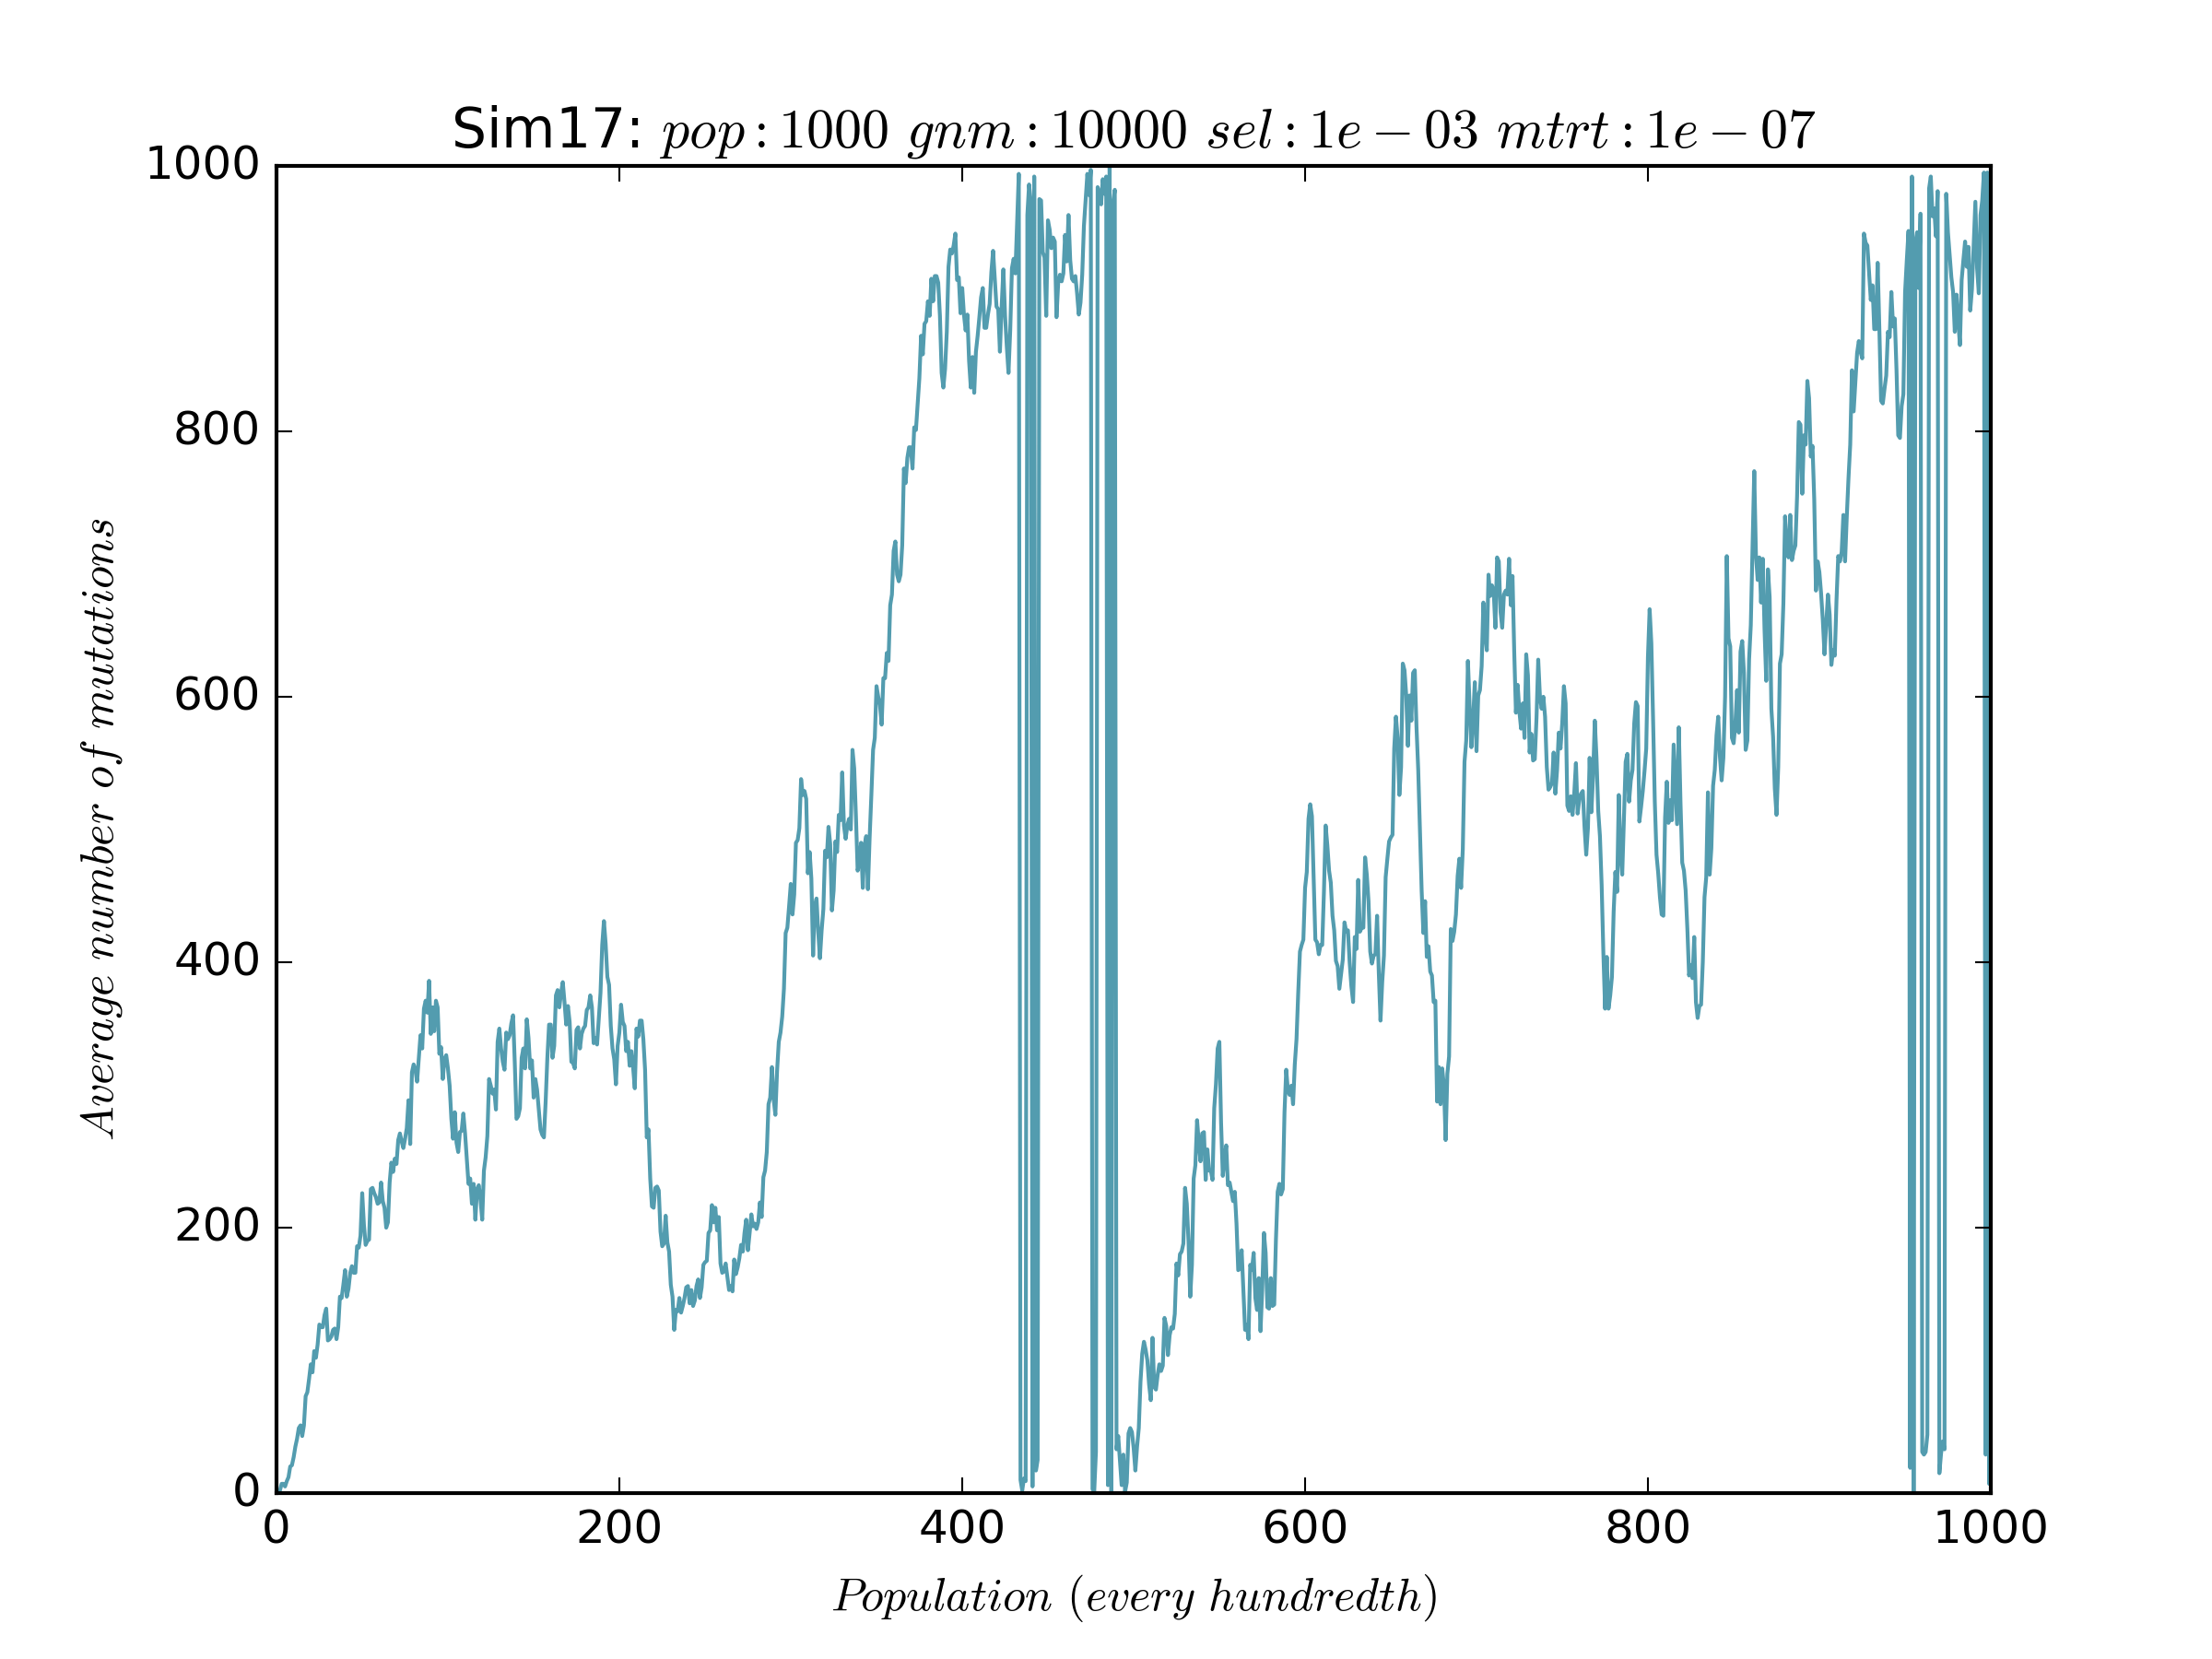 Sim17: pop : 1000 gnm : 10000 sel : 1e − 03 mtrt : 1e − 07
1000
800
600
400
200
0
Average number of mutations
0 200 400 600 800 1000
Population (every hundredth)